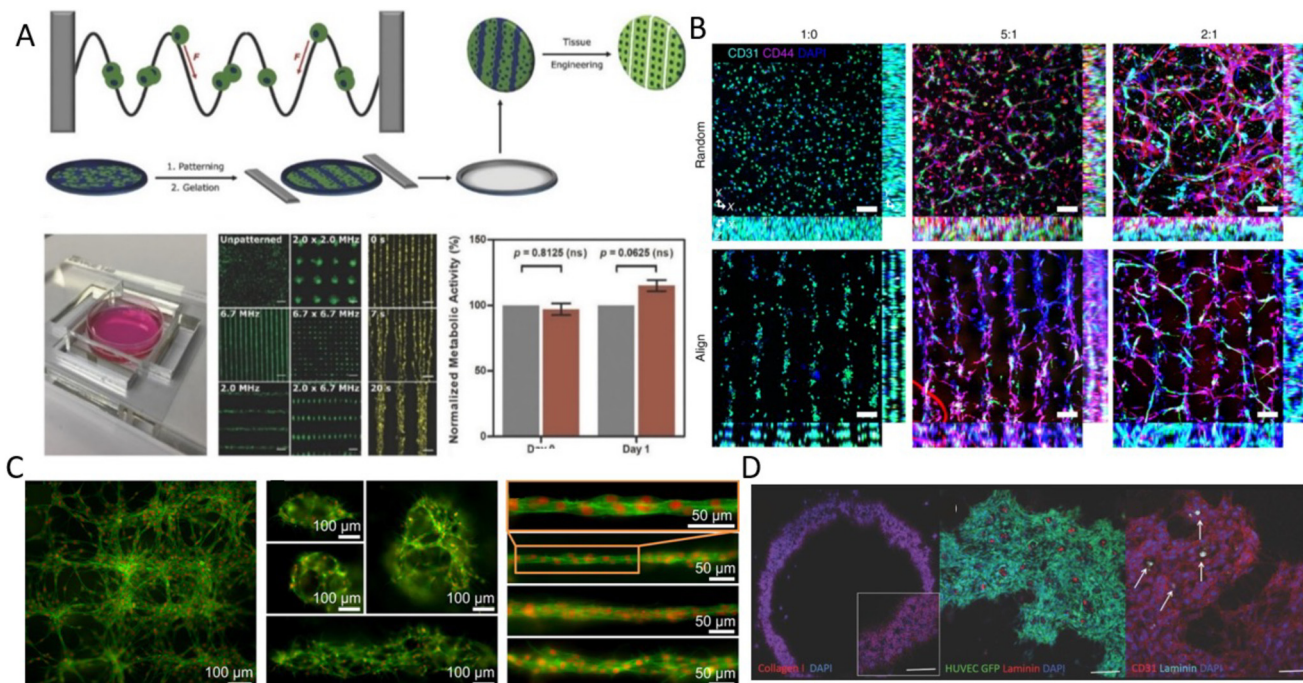 A
F
F
Tissue
Engineering
1. Patterning
2. Gelation
Unpatterned
2.0 x 2.0 MHz
0 s
6.7 MHz
6.7 x 6.7 MHz
7 s
2.0 MHz
2.0 x 6.7 MHz
20 s
Normalized Metabolic Activity (%)
150
100
50
0
p = 0.8125 (ns)
p = 0.0625 (ns)
Day 0
Day 1
B
1:0
5:1
2:1
CD31 CD44 DAPI
Random
Align
Y
X
C
100 µm
100 µm
100 µm
100 µm
100 µm
50 µm
50 µm
50 µm
50 µm
D
Collagen I DAPI
HUVEC GFP Laminin DAPI
CD31 Laminin DAPI